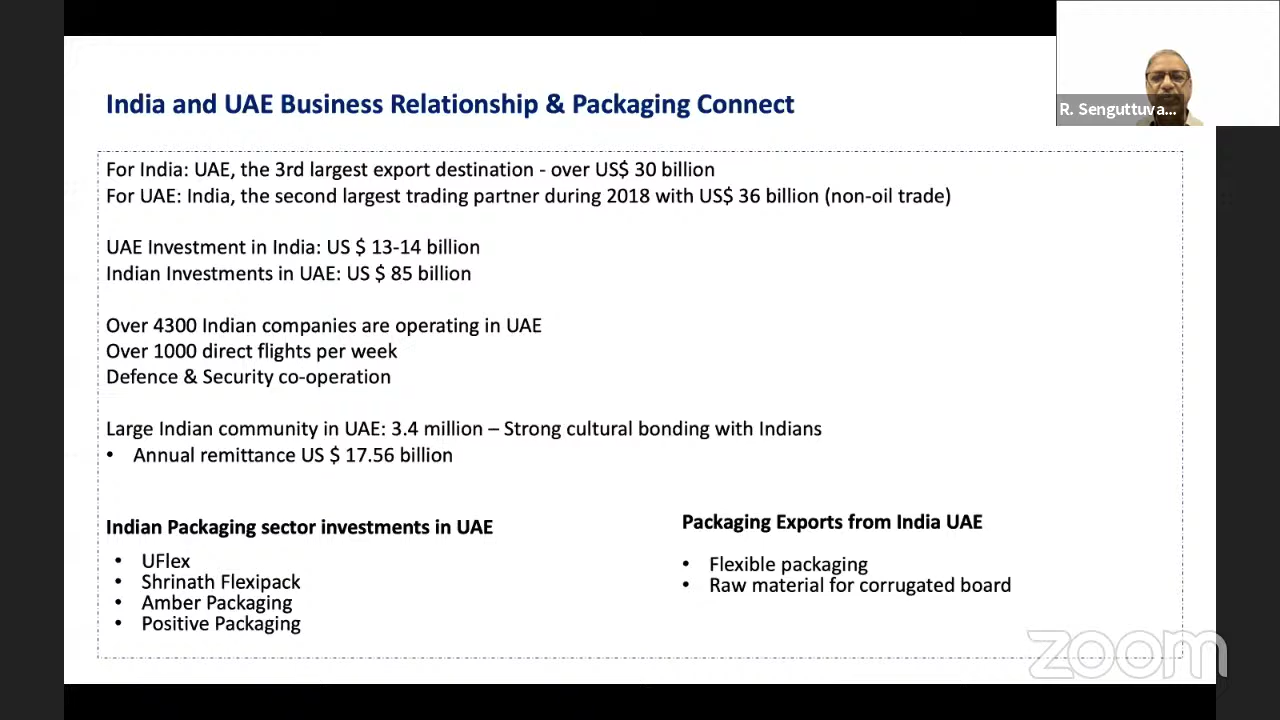 India and UAE Business Relationship & Packaging Connect
R. Senguttuva...
For India: UAE, the 3rd largest export destination - over US$ 30 billion
For UAE: India, the second largest trading partner during 2018 with US$ 36 billion (non-oil trade)
UAE Investment in India: US $ 13-14 billion
Indian Investments in UAE: US $ 85 billion
Over 4300 Indian companies are operating in UAE
Over 1000 direct flights per week
Defence & Security co-operation
Large Indian community in UAE: 3.4 million – Strong cultural bonding with Indians
• Annual remittance US $ 17.56 billion
Indian Packaging sector investments in UAE
• UFlex
• Shrinath Flexipack
• Amber Packaging
• Positive Packaging
Packaging Exports from India UAE
• Flexible packaging
• Raw material for corrugated board
zoom